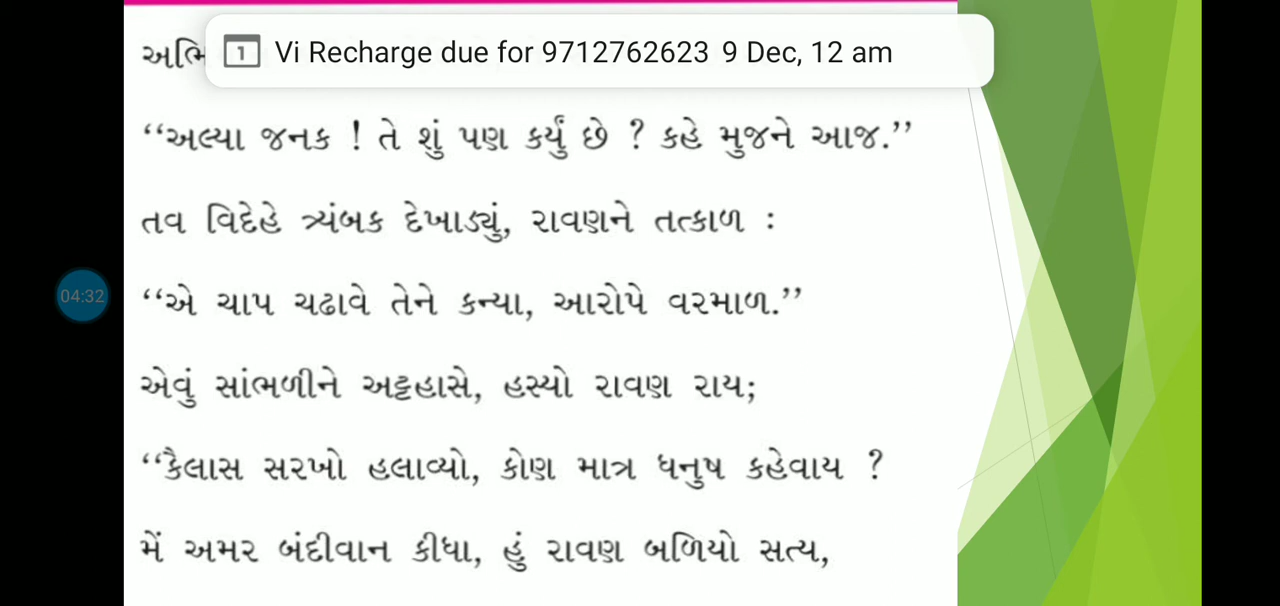 અભિ
1 Vi Recharge due for 9712762623 9 Dec, 12 am
“અલ્યા જનક ! તે શું પણ કર્યું છે ? કહે મુજને આજ.”
તવ વિદેહે ત્ર્યંબક દેખાડ્યું, રાવણને તત્કાળ :
04:32
“એ ચાપ ચઢાવે તેને કન્યા, આરોપે વરમાળ.”
એવું સાંભળીને અટ્ટહાસે, હસ્યો રાવણ રાય;
“કૈલાસ સરખો હલાવ્યો, કોણ માત્ર ધનુષ કહેવાય ?
મેં અમર બંદીવાન કીધા, હું રાવણ બળિયો સત્ય,